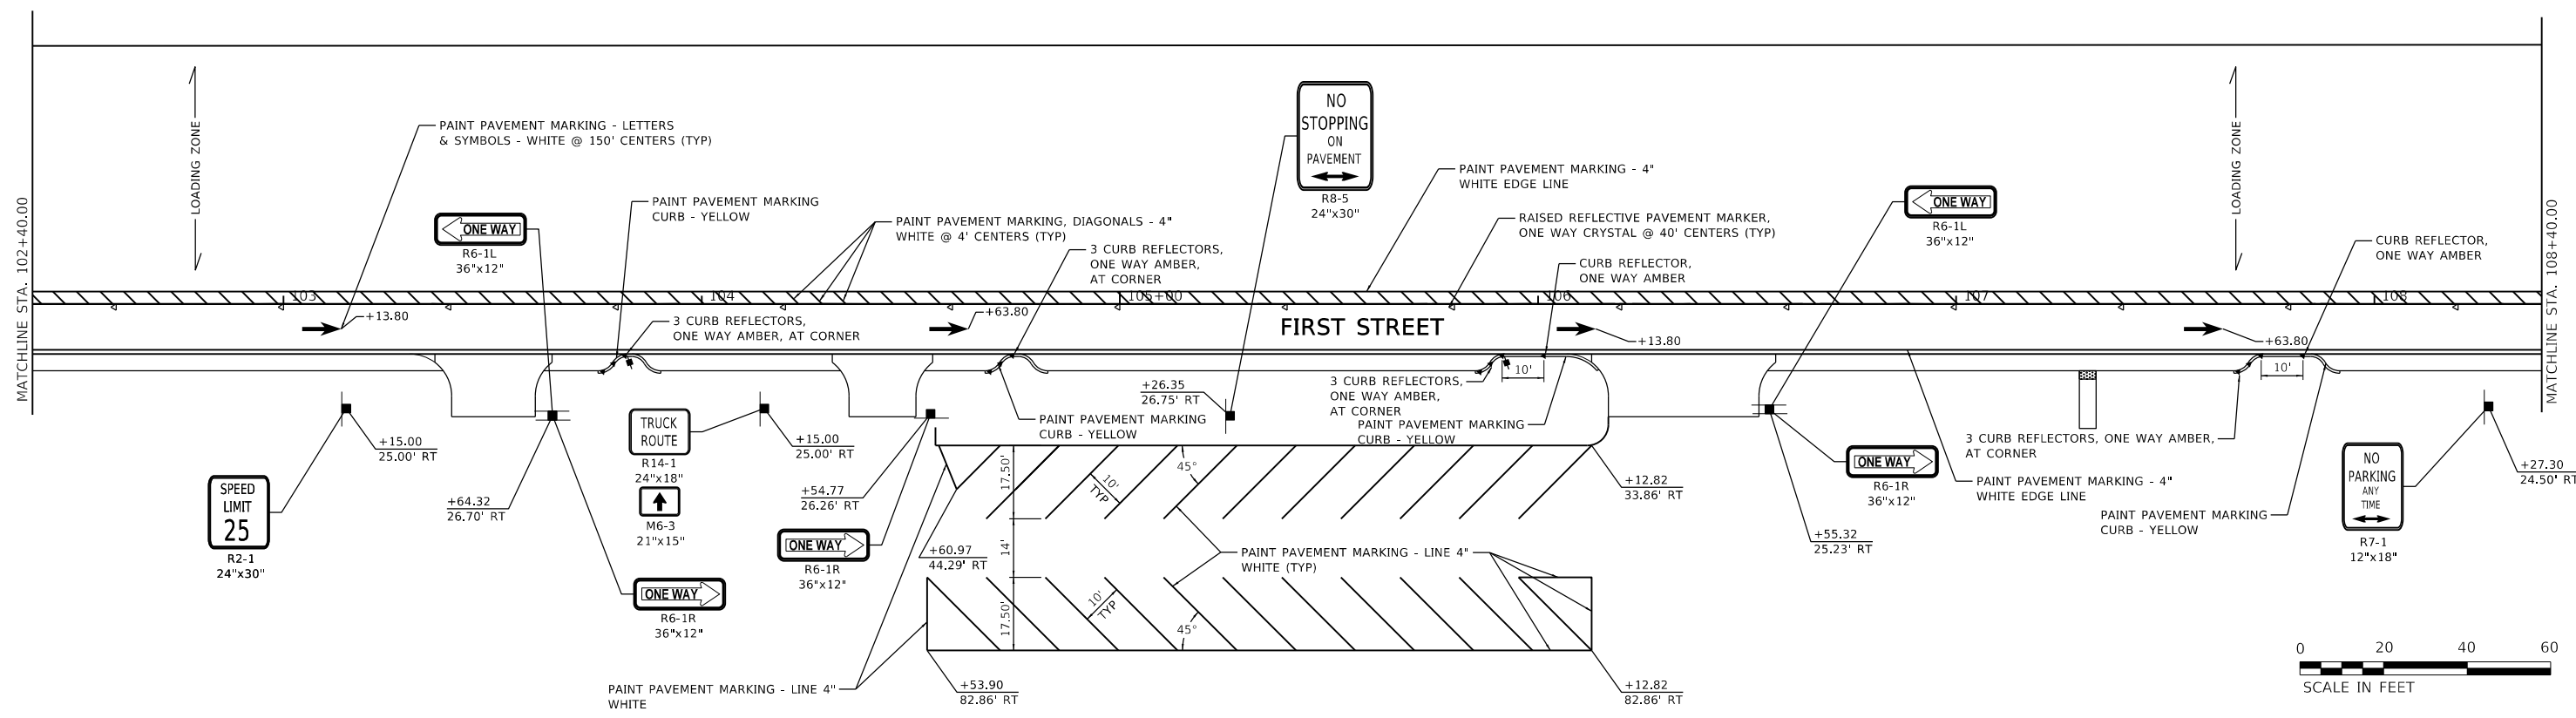 MATCHLINE STA. 102+40.00
LOADING ZONE
PAINT PAVEMENT MARKING - LETTERS
& SYMBOLS - WHITE @ 150' CENTERS (TYP)
ONE WAY
R6-1L
36"x12"
PAINT PAVEMENT MARKING
CURB - YELLOW
PAINT PAVEMENT MARKING, DIAGONALS - 4"
WHITE @ 4' CENTERS (TYP)
3 CURB REFLECTORS,
ONE WAY AMBER,
AT CORNER
NO
STOPPING
ON
PAVEMENT
R8-5
24"x30"
PAINT PAVEMENT MARKING - 4"
WHITE EDGE LINE
RAISED REFLECTIVE PAVEMENT MARKER,
ONE WAY CRYSTAL @ 40' CENTERS (TYP)
CURB REFLECTOR,
ONE WAY AMBER
ONE WAY
R6-1L
36"x12"
LOADING ZONE
CURB REFLECTOR,
ONE WAY AMBER
MATCHLINE STA. 108+40.00
103
104
105+00
106
107
108
+13.80
3 CURB REFLECTORS,
ONE WAY AMBER, AT CORNER
+63.80
FIRST STREET
+13.80
+63.80
+15.00
25.00' RT
SPEED
LIMIT
25
R2-1
24"x30"
+64.32
26.70' RT
TRUCK
ROUTE
R14-1
24"x18"
M6-3
21"x15"
ONE WAY
R6-1R
36"x12"
+15.00
25.00' RT
+54.77
26.26' RT
ONE WAY
R6-1R
36"x12"
+60.97
44.29' RT
PAINT PAVEMENT MARKING
CURB - YELLOW
+26.35
26.75' RT
3 CURB REFLECTORS,
ONE WAY AMBER,
AT CORNER
10'
PAINT PAVEMENT MARKING
CURB - YELLOW
17.50'
10'
TYP
45°
14'
PAINT PAVEMENT MARKING - LINE 4"
WHITE (TYP)
17.50'
10'
TYP
45°
PAINT PAVEMENT MARKING - LINE 4"
WHITE
+53.90
82.86' RT
+12.82
33.86' RT
+12.82
82.86' RT
ONE WAY
R6-1R
36"x12"
+55.32
25.23' RT
10'
3 CURB REFLECTORS, ONE WAY AMBER,
AT CORNER
PAINT PAVEMENT MARKING - 4"
WHITE EDGE LINE
PAINT PAVEMENT MARKING
CURB - YELLOW
NO
PARKING
ANY
TIME
R7-1
12"x18"
+27.30
24.50' RT
0 20 40 60
SCALE IN FEET